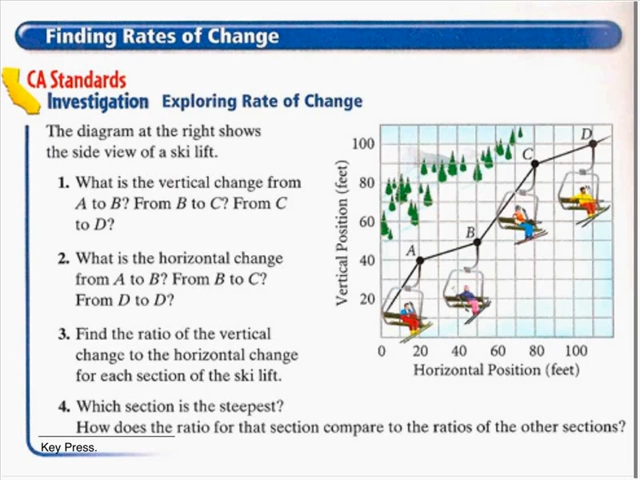 Finding Rates of Change
CA Standards
Investigation Exploring Rate of Change
The diagram at the right shows
the side view of a ski lift.
1. What is the vertical change from
A to B? From B to C? From C
to D?
2. What is the horizontal change
from A to B? From B to C?
From D to D?
3. Find the ratio of the vertical
change to the horizontal change
for each section of the ski lift.
4. Which section is the steepest?
How does the ratio for that section compare to the ratios of the other sections?
Key Press.
Vertical Position (feet)
100
80
60
40
20
A
B
C
D
0 20 40 60 80 100
Horizontal Position (feet)